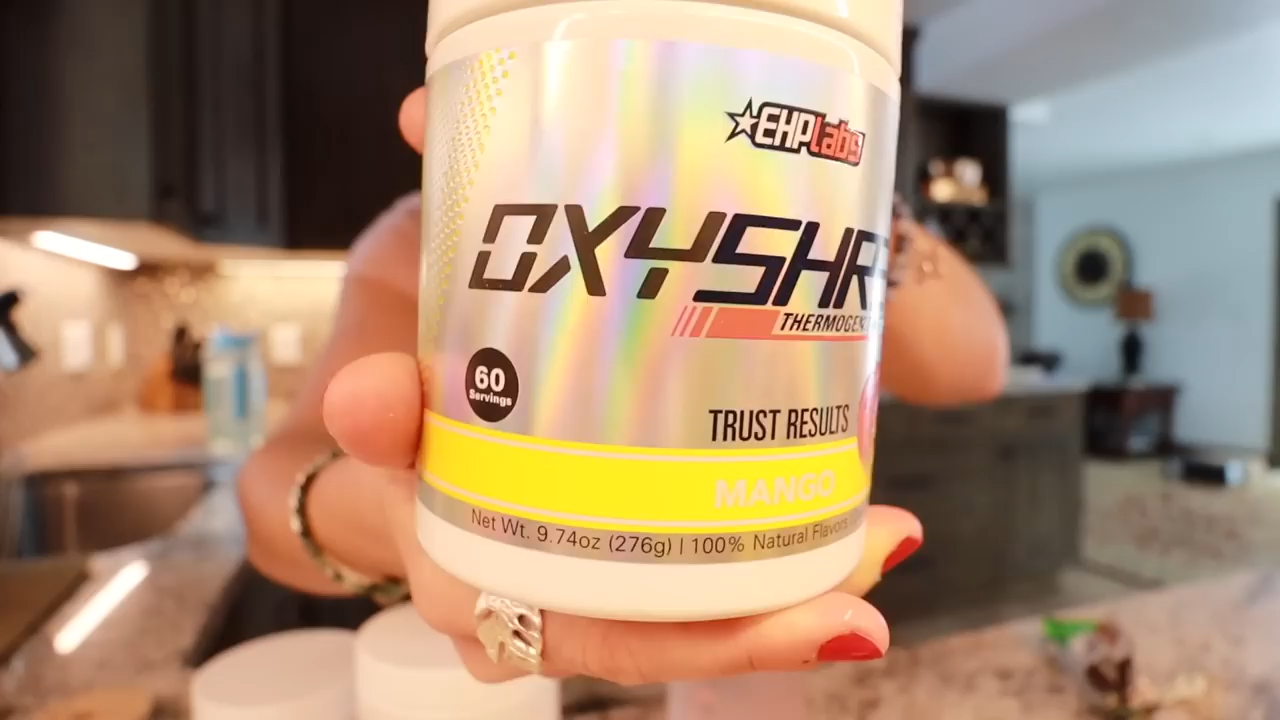 EHPlabs
OXYSHR
THERMOGEN
60
Servings
TRUST RESULTS
MANGO
Net Wt. 9.74oz (276g) | 100% Natural Flavors